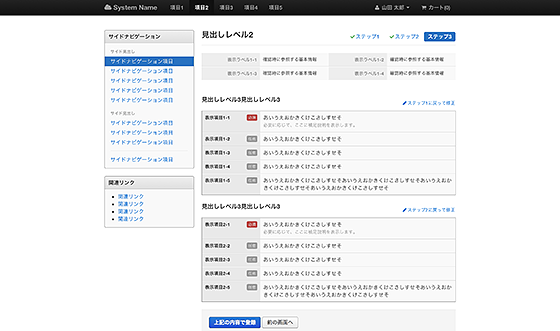 System Name 項目1 項目2 項目3 項目4 項目5 山田 太郎 カート(0)
サイドナビゲーション
サイド見出し
サイドナビゲーション項目
サイドナビゲーション項目
サイドナビゲーション項目
サイドナビゲーション項目
サイドナビゲーション項目
サイド見出し
サイドナビゲーション項目
サイドナビゲーション項目
サイドナビゲーション項目
サイドナビゲーション項目
関連リンク
関連リンク
関連リンク
関連リンク
関連リンク
見出しレベル2 ステップ1 ステップ2 ステップ3
表示ラベル1-1 確認時に参照する基本情報 表示ラベル1-2 確認時に参照する基本情報
表示ラベル1-3 確認時に参照する基本情報 表示ラベル1-4 確認時に参照する基本情報
見出しレベル3見出しレベル3 ステップ1に戻って修正
表示項目1-1 必須 あいうえおかきくけこさしすせそ
必要に応じて、ここに補足説明を表示します。
表示項目1-2 任意 あいうえおかきくけこさしすせそ
表示項目1-3 任意 あいうえおかきくけこさしすせそ
表示項目1-4 任意 あいうえおかきくけこさしすせそ
表示項目1-5 任意 あいうえおかきくけこさしすせそあいうえおかきくけこさしすせそあいうえおか
きくけこさしすせそあいうえおかきくけこさしすせそ
見出しレベル3見出しレベル3 ステップ2に戻って修正
表示項目2-1 必須 あいうえおかきくけこさしすせそ
必要に応じて、ここに補足説明を表示します。
表示項目2-2 任意 あいうえおかきくけこさしすせそ
表示項目2-3 任意 あいうえおかきくけこさしすせそ
表示項目2-4 任意 あいうえおかきくけこさしすせそ
表示項目2-5 任意 あいうえおかきくけこさしすせそあいうえおかきくけこさしすせそあいうえおか
きくけこさしすせそあいうえおかきくけこさしすせそ
上記の内容で登録 前の画面へ